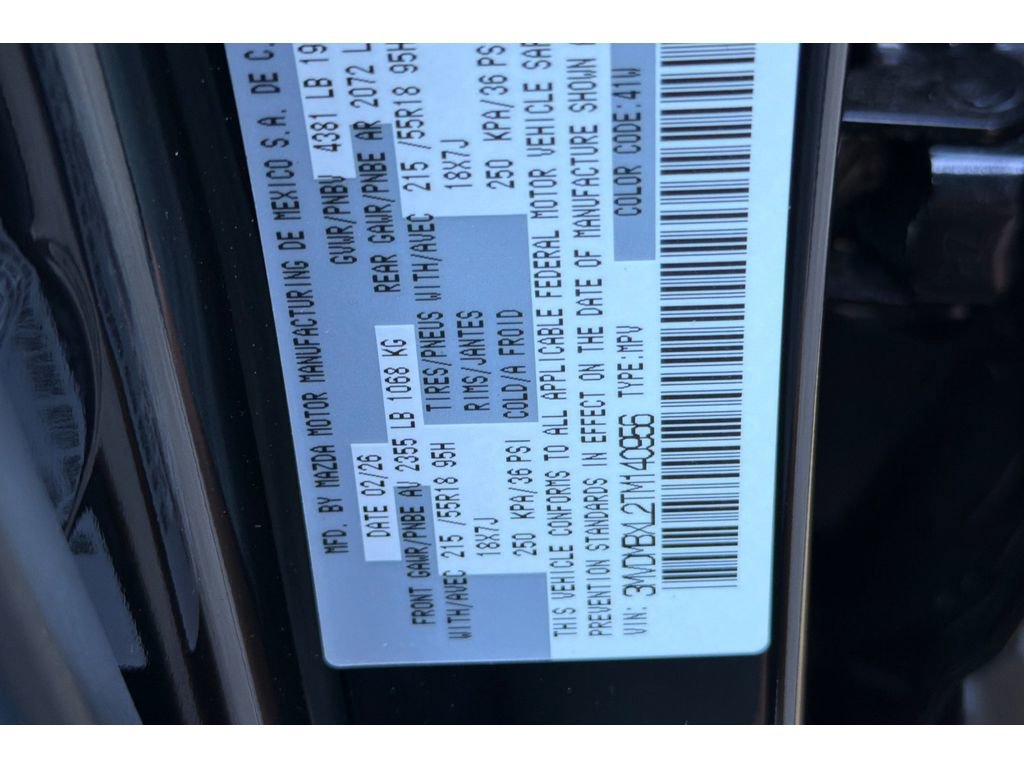 MFD. BY MAZDA MOTOR MANUFACTURING DE MEXICO S.A. DE C.
DATE 02/26 GVWR/PNBV 4381 LB 19
FRONT GAWR/PNBE AV 2355 LB 1068 KG REAR GAWR/PNBE AR 2072 L
WITH/AVEC 215 /55R18 95H TIRES/PNEUS WITH/AVEC 215 /55R18 95H
18X7J RIMS/JANTES 18X7J
250 KPA/36 PSI COLD/A FROID 250 KPA/36 PS
THIS VEHICLE CONFORMS TO ALL APPLICABLE FEDERAL MOTOR VEHICLE SAF
PREVENTION STANDARDS IN EFFECT ON THE DATE OF MANUFACTURE SHOWN
VIN: 3MVDMBXL2TM140966 TYPE:MPV COLOR CODE:41W